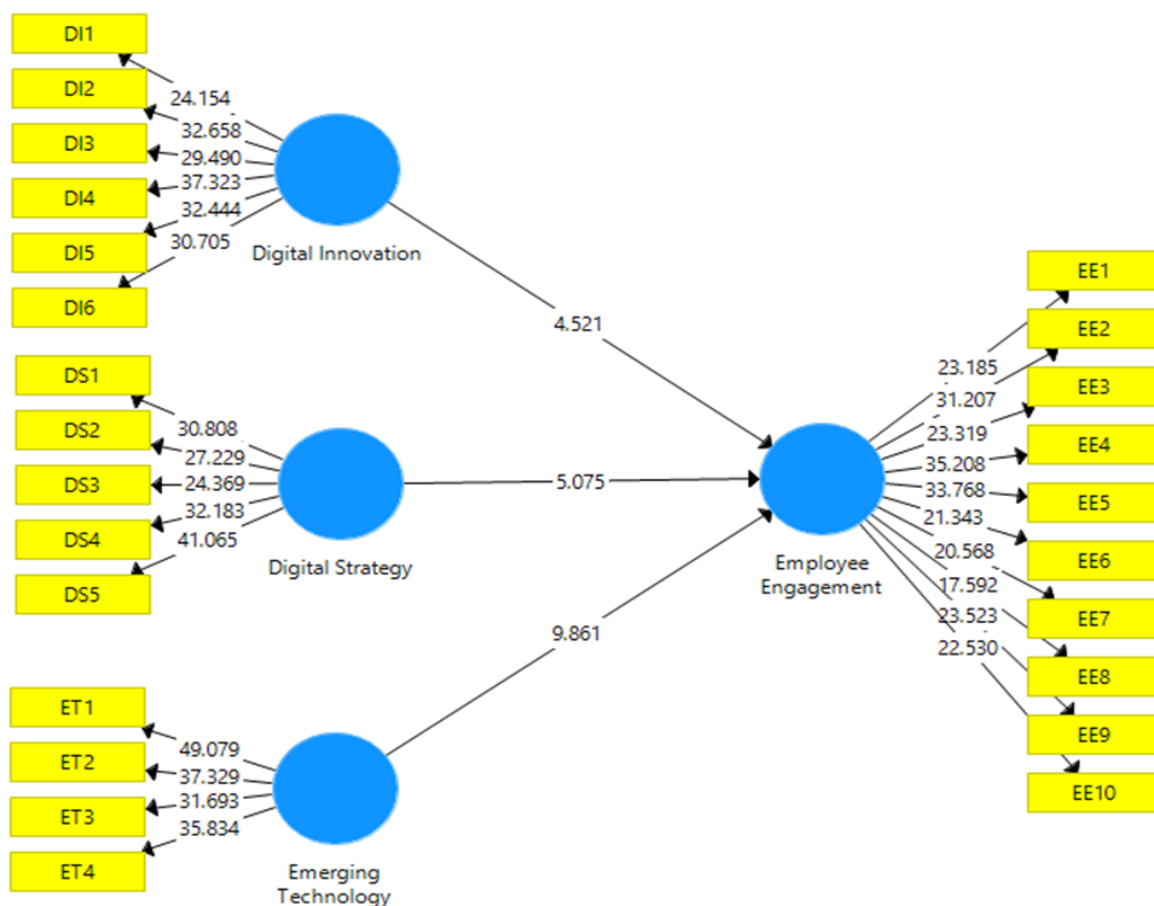 DI1
24.154
DI2
32.658
DI3
29.490
DI4
37.323
DI5
32.444
DI6
30.705
Digital Innovation
4.521
DS1
30.808
DS2
27.229
DS3
24.369
DS4
32.183
DS5
41.065
Digital Strategy
5.075
ET1
49.079
ET2
37.329
ET3
31.693
ET4
35.834
Emerging
Technology
9.861
Employee
Engagement
EE1
23.185
EE2
31.207
EE3
23.319
EE4
35.208
EE5
33.768
EE6
21.343
EE7
20.568
EE8
17.592
EE9
23.523
EE10
22.530